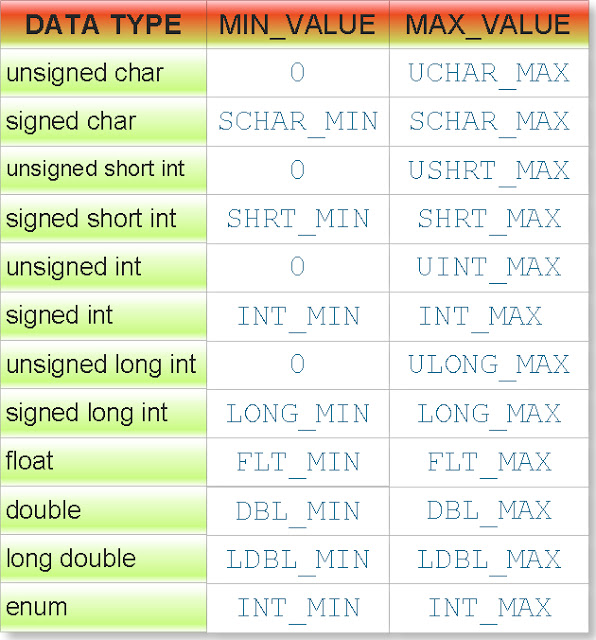 DATA TYPE MIN_VALUE MAX_VALUE
unsigned char 0 UCHAR_MAX
signed char SCHAR_MIN SCHAR_MAX
unsigned short int 0 USHRT_MAX
signed short int SHRT_MIN SHRT_MAX
unsigned int 0 UINT_MAX
signed int INT_MIN INT_MAX
unsigned long int 0 ULONG_MAX
signed long int LONG_MIN LONG_MAX
float FLT_MIN FLT_MAX
double DBL_MIN DBL_MAX
long double LDBL_MIN LDBL_MAX
enum INT_MIN INT_MAX